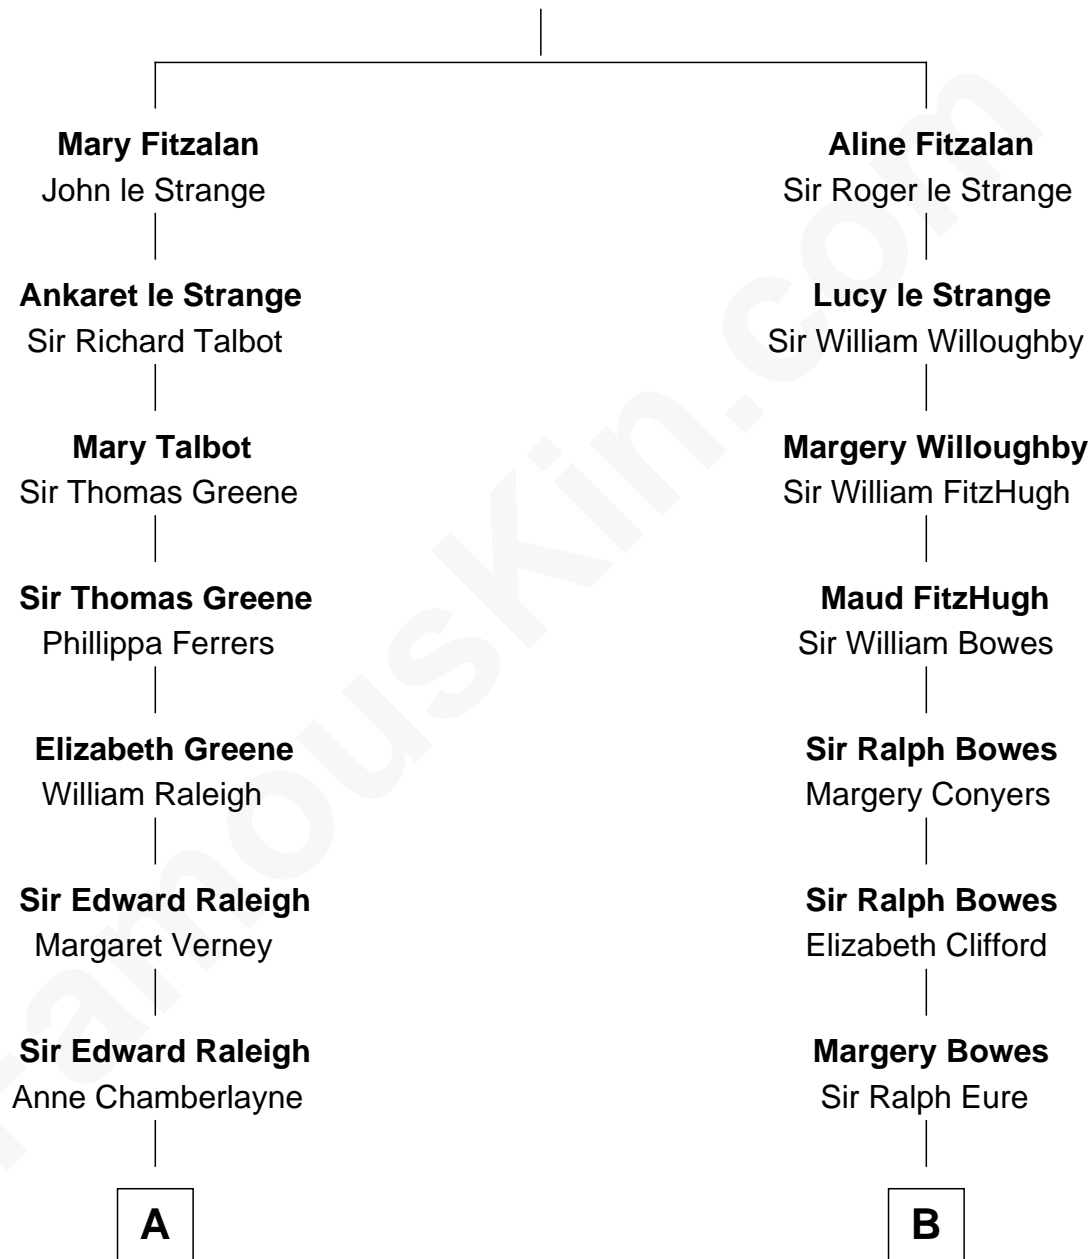 Mary Fitzalan
John le Strange
Aline Fitzalan
Sir Roger le Strange
Ankaret le Strange
Sir Richard Talbot
Lucy le Strange
Sir William Willoughby
Mary Talbot
Sir Thomas Greene
Margery Willoughby
Sir William FitzHugh
Sir Thomas Greene
Phillippa Ferrers
Maud FitzHugh
Sir William Bowes
Elizabeth Greene
William Raleigh
Sir Ralph Bowes
Margery Conyers
Sir Edward Raleigh
Margaret Verney
Sir Ralph Bowes
Elizabeth Clifford
Sir Edward Raleigh
Anne Chamberlayne
Margery Bowes
Sir Ralph Eure
A
B
FamousKin.com